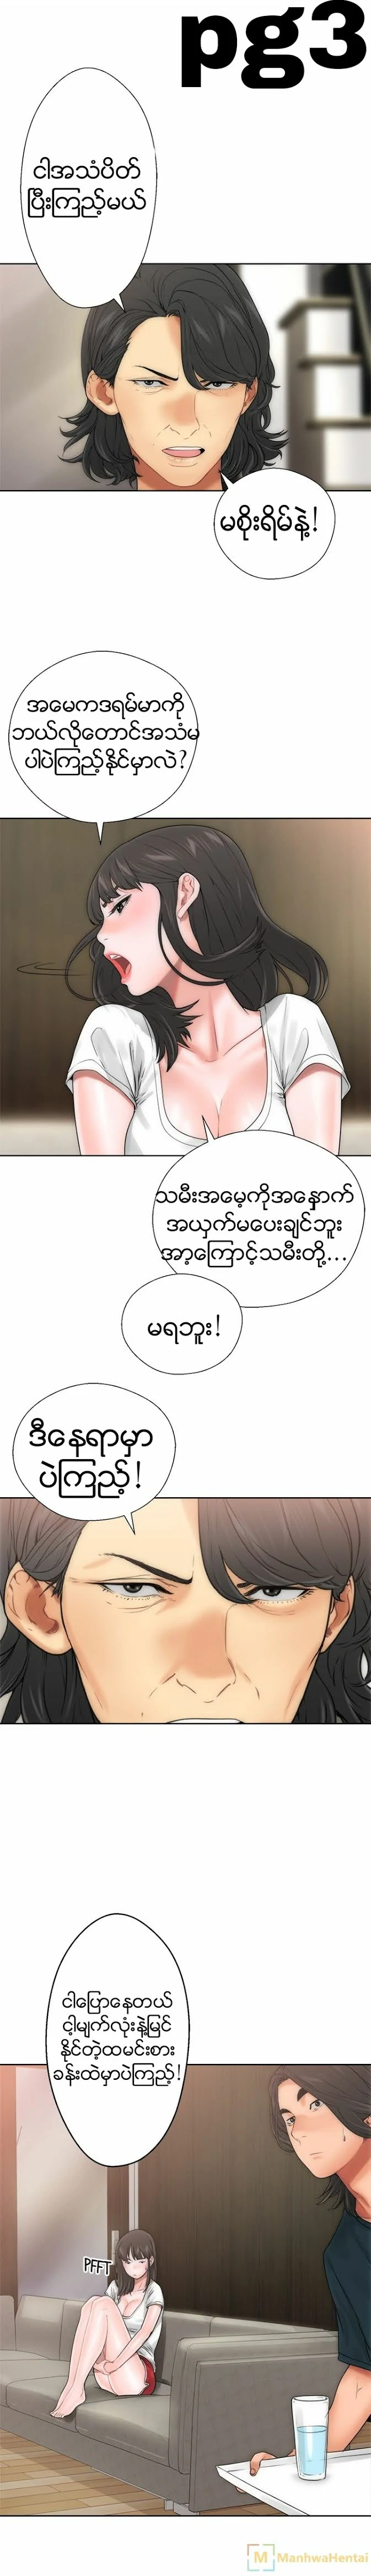 pg3
ငါအသံပိတ်
ပြီးကြည့်မယ်
မစိုးရိမ်နဲ့!
အမေကဒရမ်မာကို
ဘယ်လိုတောင်အသံမ
ပါပဲကြည့်နိုင်မှာလဲ?
သမီးအမေ့ကိုအနှောက်
အယှက်မပေးချင်ဘူး
အာ့ကြောင့်သမီးတို့...
မရဘူး!
ဒီနေရာမှာ
ပဲကြည့်!
ငါပြောနေတယ်
ငါ့မျက်လုံးနဲ့မြင်
နိုင်တဲ့ထမင်းစား
ခန်းထဲမှာပဲကြည့်!
PFFT
ManhwaHentai